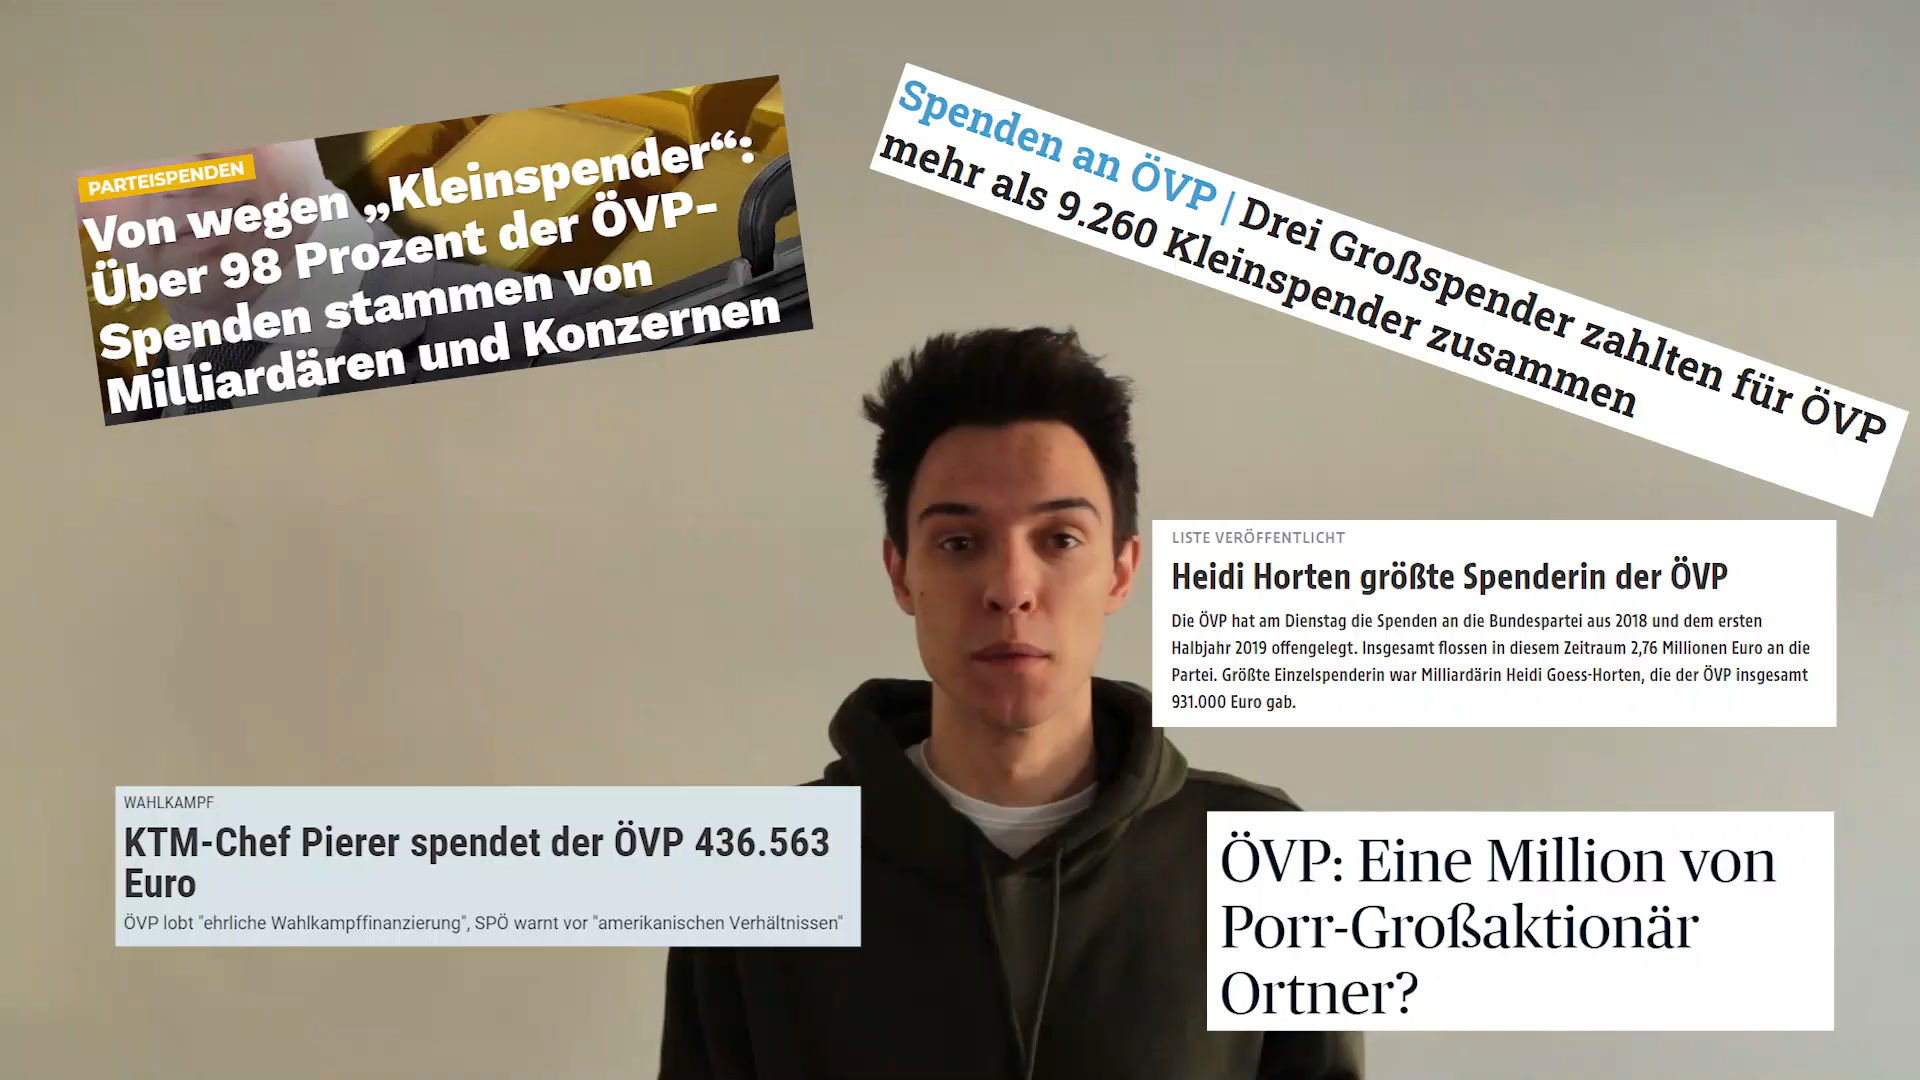 PARTEISPENDEN
Von wegen „Kleinspender“:
Über 98 Prozent der ÖVP-
Spenden stammen von
Milliardären und Konzernen
Spenden an ÖVP | Drei Großspender zahlten für ÖVP
mehr als 9.260 Kleinspender zusammen
LISTE VERÖFFENTLICHT
Heidi Horten größte Spenderin der ÖVP
Die ÖVP hat am Dienstag die Spenden an die Bundespartei aus 2018 und dem ersten
Halbjahr 2019 offengelegt. Insgesamt flossen in diesem Zeitraum 2,76 Millionen Euro an die
Partei. Größte Einzelspenderin war Milliardärin Heidi Goess-Horten, die der ÖVP insgesamt
931.000 Euro gab.
WAHLKAMPF
KTM-Chef Pierer spendet der ÖVP 436.563
Euro
ÖVP lobt "ehrliche Wahlkampffinanzierung", SPÖ warnt vor "amerikanischen Verhältnissen"
ÖVP: Eine Million von
Porr-Großaktionär
Ortner?